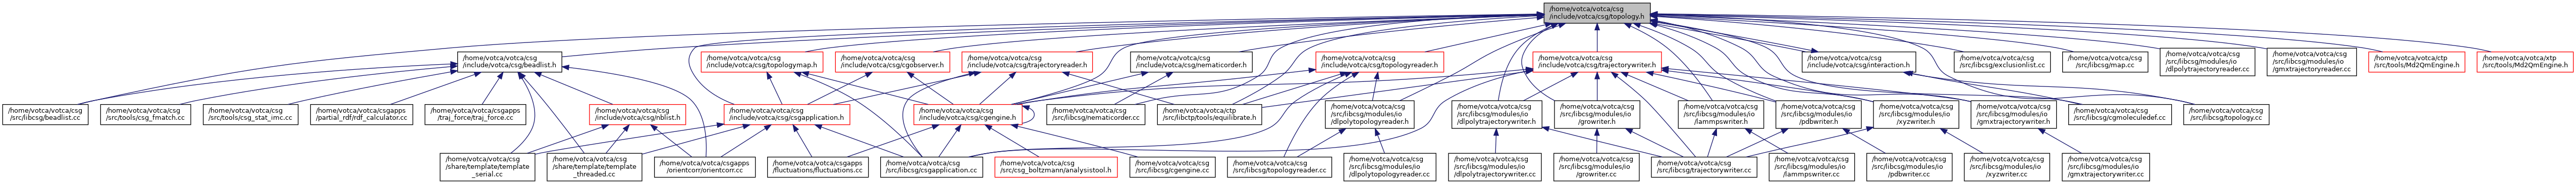 /home/votca/votca/csg
/include/votca/csg/topology.h
/home/votca/votca/csg
/include/votca/csg/beadlist.h
/home/votca/votca/csg
/include/votca/csg/topologymap.h
/home/votca/votca/csg
/include/votca/csg/cgobserver.h
/home/votca/votca/csg
/include/votca/csg/trajectoryreader.h
/home/votca/votca/csg
/include/votca/csg/nematicorder.h
/home/votca/votca/csg
/include/votca/csg/topologyreader.h
/home/votca/votca/csg
/include/votca/csg/trajectorywriter.h
/home/votca/votca/csg
/include/votca/csg/interaction.h
/home/votca/votca/csg
/src/libcsg/exclusionlist.cc
/home/votca/votca/csg
/src/libcsg/map.cc
/home/votca/votca/csg
/src/libcsg/modules/io
/dlpolytrajectoryreader.cc
/home/votca/votca/csg
/src/libcsg/modules/io
/gmxtrajectoryreader.cc
/home/votca/votca/ctp
/src/tools/Md2QmEngine.h
/home/votca/votca/xtp
/src/tools/Md2QmEngine.h
/home/votca/votca/csg
/src/libcsg/beadlist.cc
/home/votca/votca/csg
/src/tools/csg_fmatch.cc
/home/votca/votca/csg
/src/tools/csg_stat_imc.cc
/home/votca/votca/csgapps
/partial_rdf/rdf_calculator.cc
/home/votca/votca/csgapps
/traj_force/traj_force.cc
/home/votca/votca/csg
/include/votca/csg/nblist.h
/home/votca/votca/csg
/include/votca/csg/csgapplication.h
/home/votca/votca/csg
/include/votca/csg/cgengine.h
/home/votca/votca/csg
/src/libcsg/nematicorder.cc
/home/votca/votca/ctp
/src/libctp/tools/equilibrate.h
/home/votca/votca/csg
/src/libcsg/modules/io
/dlpolytopologyreader.h
/home/votca/votca/csg
/src/libcsg/modules/io
/dlpolytrajectorywriter.h
/home/votca/votca/csg
/src/libcsg/modules/io
/growriter.h
/home/votca/votca/csg
/src/libcsg/modules/io
/lammpswriter.h
/home/votca/votca/csg
/src/libcsg/modules/io
/pdbwriter.h
/home/votca/votca/csg
/src/libcsg/modules/io
/xyzwriter.h
/home/votca/votca/csg
/src/libcsg/modules/io
/gmxtrajectorywriter.h
/home/votca/votca/csg
/src/libcsg/cgmoleculedef.cc
/home/votca/votca/csg
/src/libcsg/topology.cc
/home/votca/votca/csg
/share/template/template
_serial.cc
/home/votca/votca/csg
/share/template/template
_threaded.cc
/home/votca/votca/csgapps
/orientcorr/orientcorr.cc
/home/votca/votca/csgapps
/fluctuations/fluctuations.cc
/home/votca/votca/csg
/src/libcsg/csgapplication.cc
/home/votca/votca/csg
/src/csg_boltzmann/analysistool.h
/home/votca/votca/csg
/src/libcsg/cgengine.cc
/home/votca/votca/csg
/src/libcsg/topologyreader.cc
/home/votca/votca/csg
/src/libcsg/modules/io
/dlpolytopologyreader.cc
/home/votca/votca/csg
/src/libcsg/modules/io
/dlpolytrajectorywriter.cc
/home/votca/votca/csg
/src/libcsg/modules/io
/growriter.cc
/home/votca/votca/csg
/src/libcsg/trajectorywriter.cc
/home/votca/votca/csg
/src/libcsg/modules/io
/lammpswriter.cc
/home/votca/votca/csg
/src/libcsg/modules/io
/pdbwriter.cc
/home/votca/votca/csg
/src/libcsg/modules/io
/xyzwriter.cc
/home/votca/votca/csg
/src/libcsg/modules/io
/gmxtrajectorywriter.cc